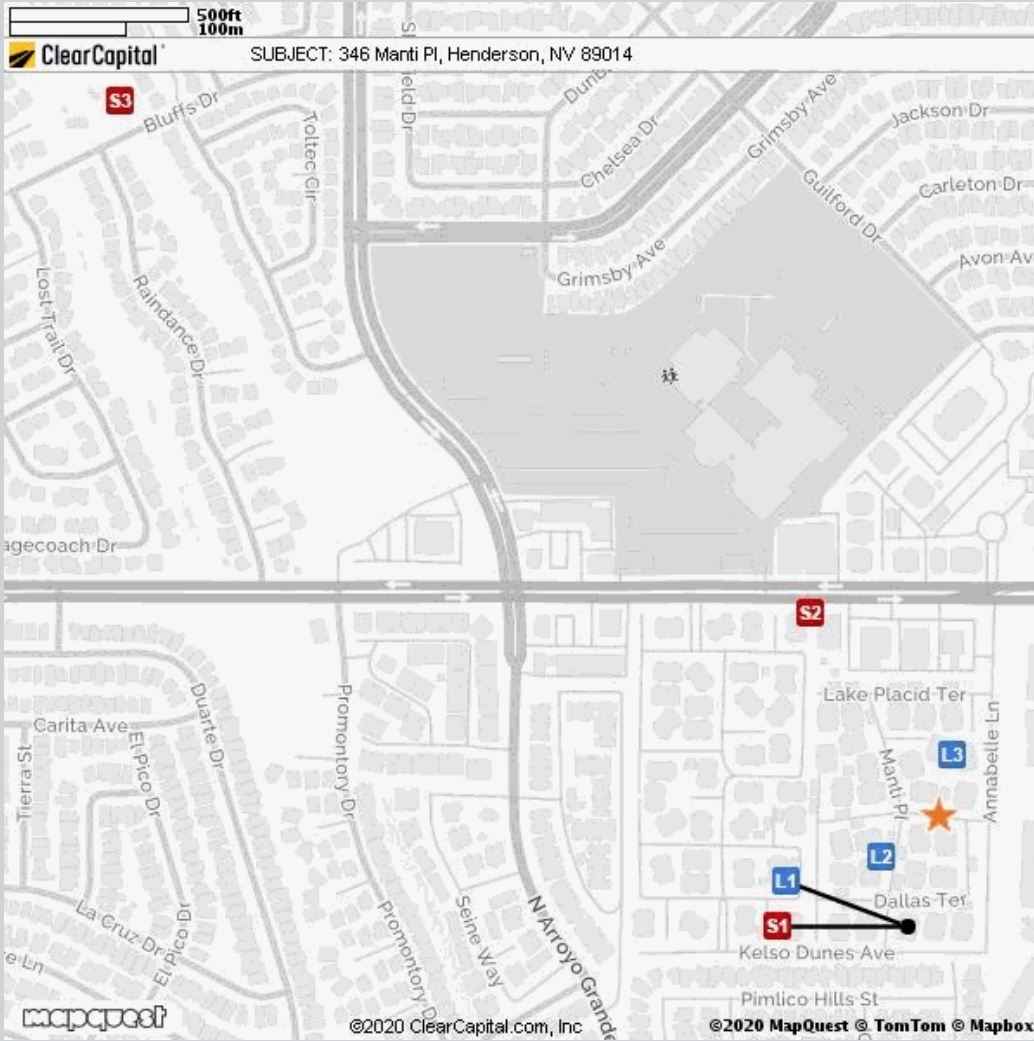 500ft
100m
ClearCapital
SUBJECT: 346 Manti Pl, Henderson, NV 89014
S3
Bluffs Dr
Toltec Cir
Chelsea Dr
Grimsby Ave
Jackson Dr
Guilford Dr
Carleton Dr
Avon Av
Grimsby Ave
Lost Trail Dr
Raindance Dr
agecoach Dr
S2
Lake Placid Ter
Carita Ave
Duarte Dr
Promontory Dr
Tierra St
El Pico Dr
Manti Pl
Annabelle Ln
L3
L2
L1
Dallas Ter
S1
Kelso Dunes Ave
La Cruz Dr
El Pico Dr
Promontory D
Seine Way
N Arroyo Grande
e Ln
Pimlico Hills St
mapquest
©2020 ClearCapital.com, Inc
©2020 MapQuest © TomTom © Mapbox